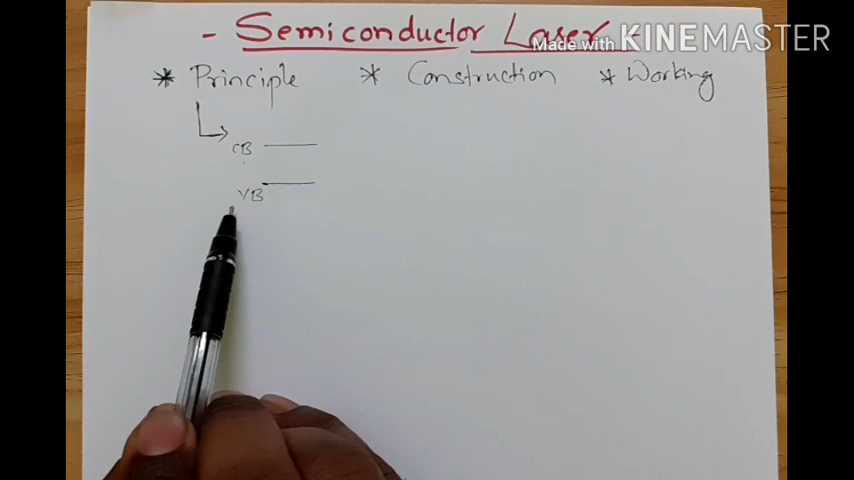 - Semiconductor Laser -
Made with KINEMASTER
* Principle * Construction * Working
CB
VB